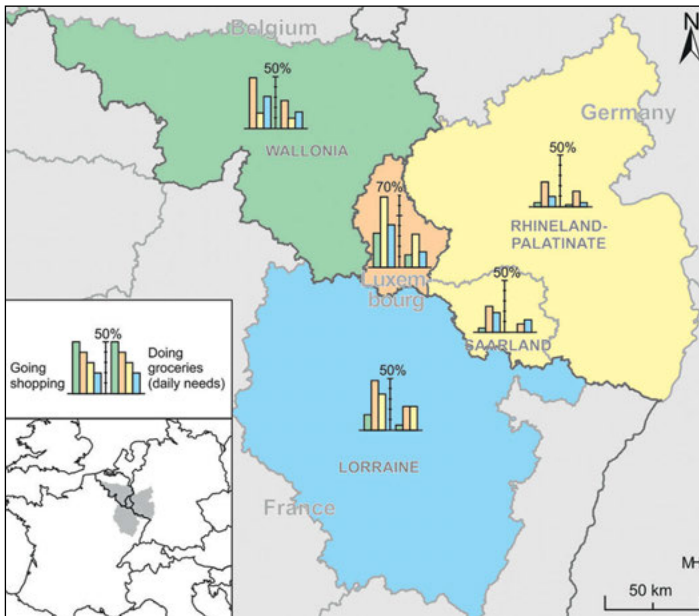 Belgium
N
50%
WALLONIA
Germany
50%
70%
RHINELAND-
PALATINATE
Luxem-
bourg
50%
SAARLAND
50%
Going
shopping
50%
Doing
groceries
(daily needs)
50%
LORRAINE
France
M
50 km